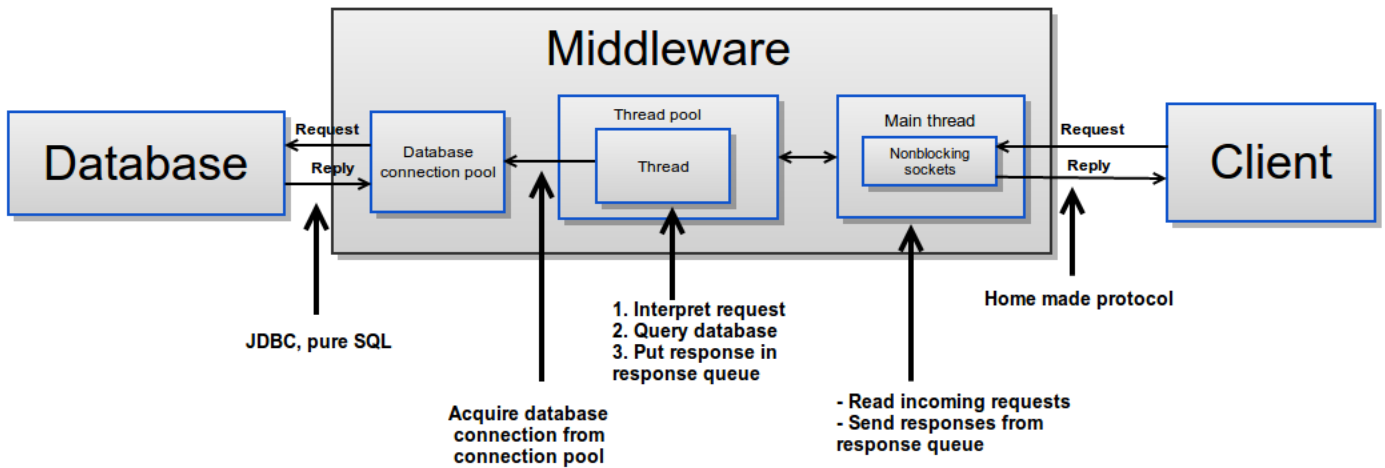 Middleware
Database
Request
Reply
Database
connection pool
Thread pool
Thread
Main thread
Nonblocking
sockets
Request
Reply
Client
JDBC, pure SQL
Acquire database
connection from
connection pool
1. Interpret request
2. Query database
3. Put response in
response queue
- Read incoming requests
- Send responses from
response queue
Home made protocol